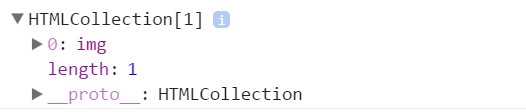 ▼HTMLCollection[1] i
▶0: img
length: 1
▶__proto__: HTMLCollection